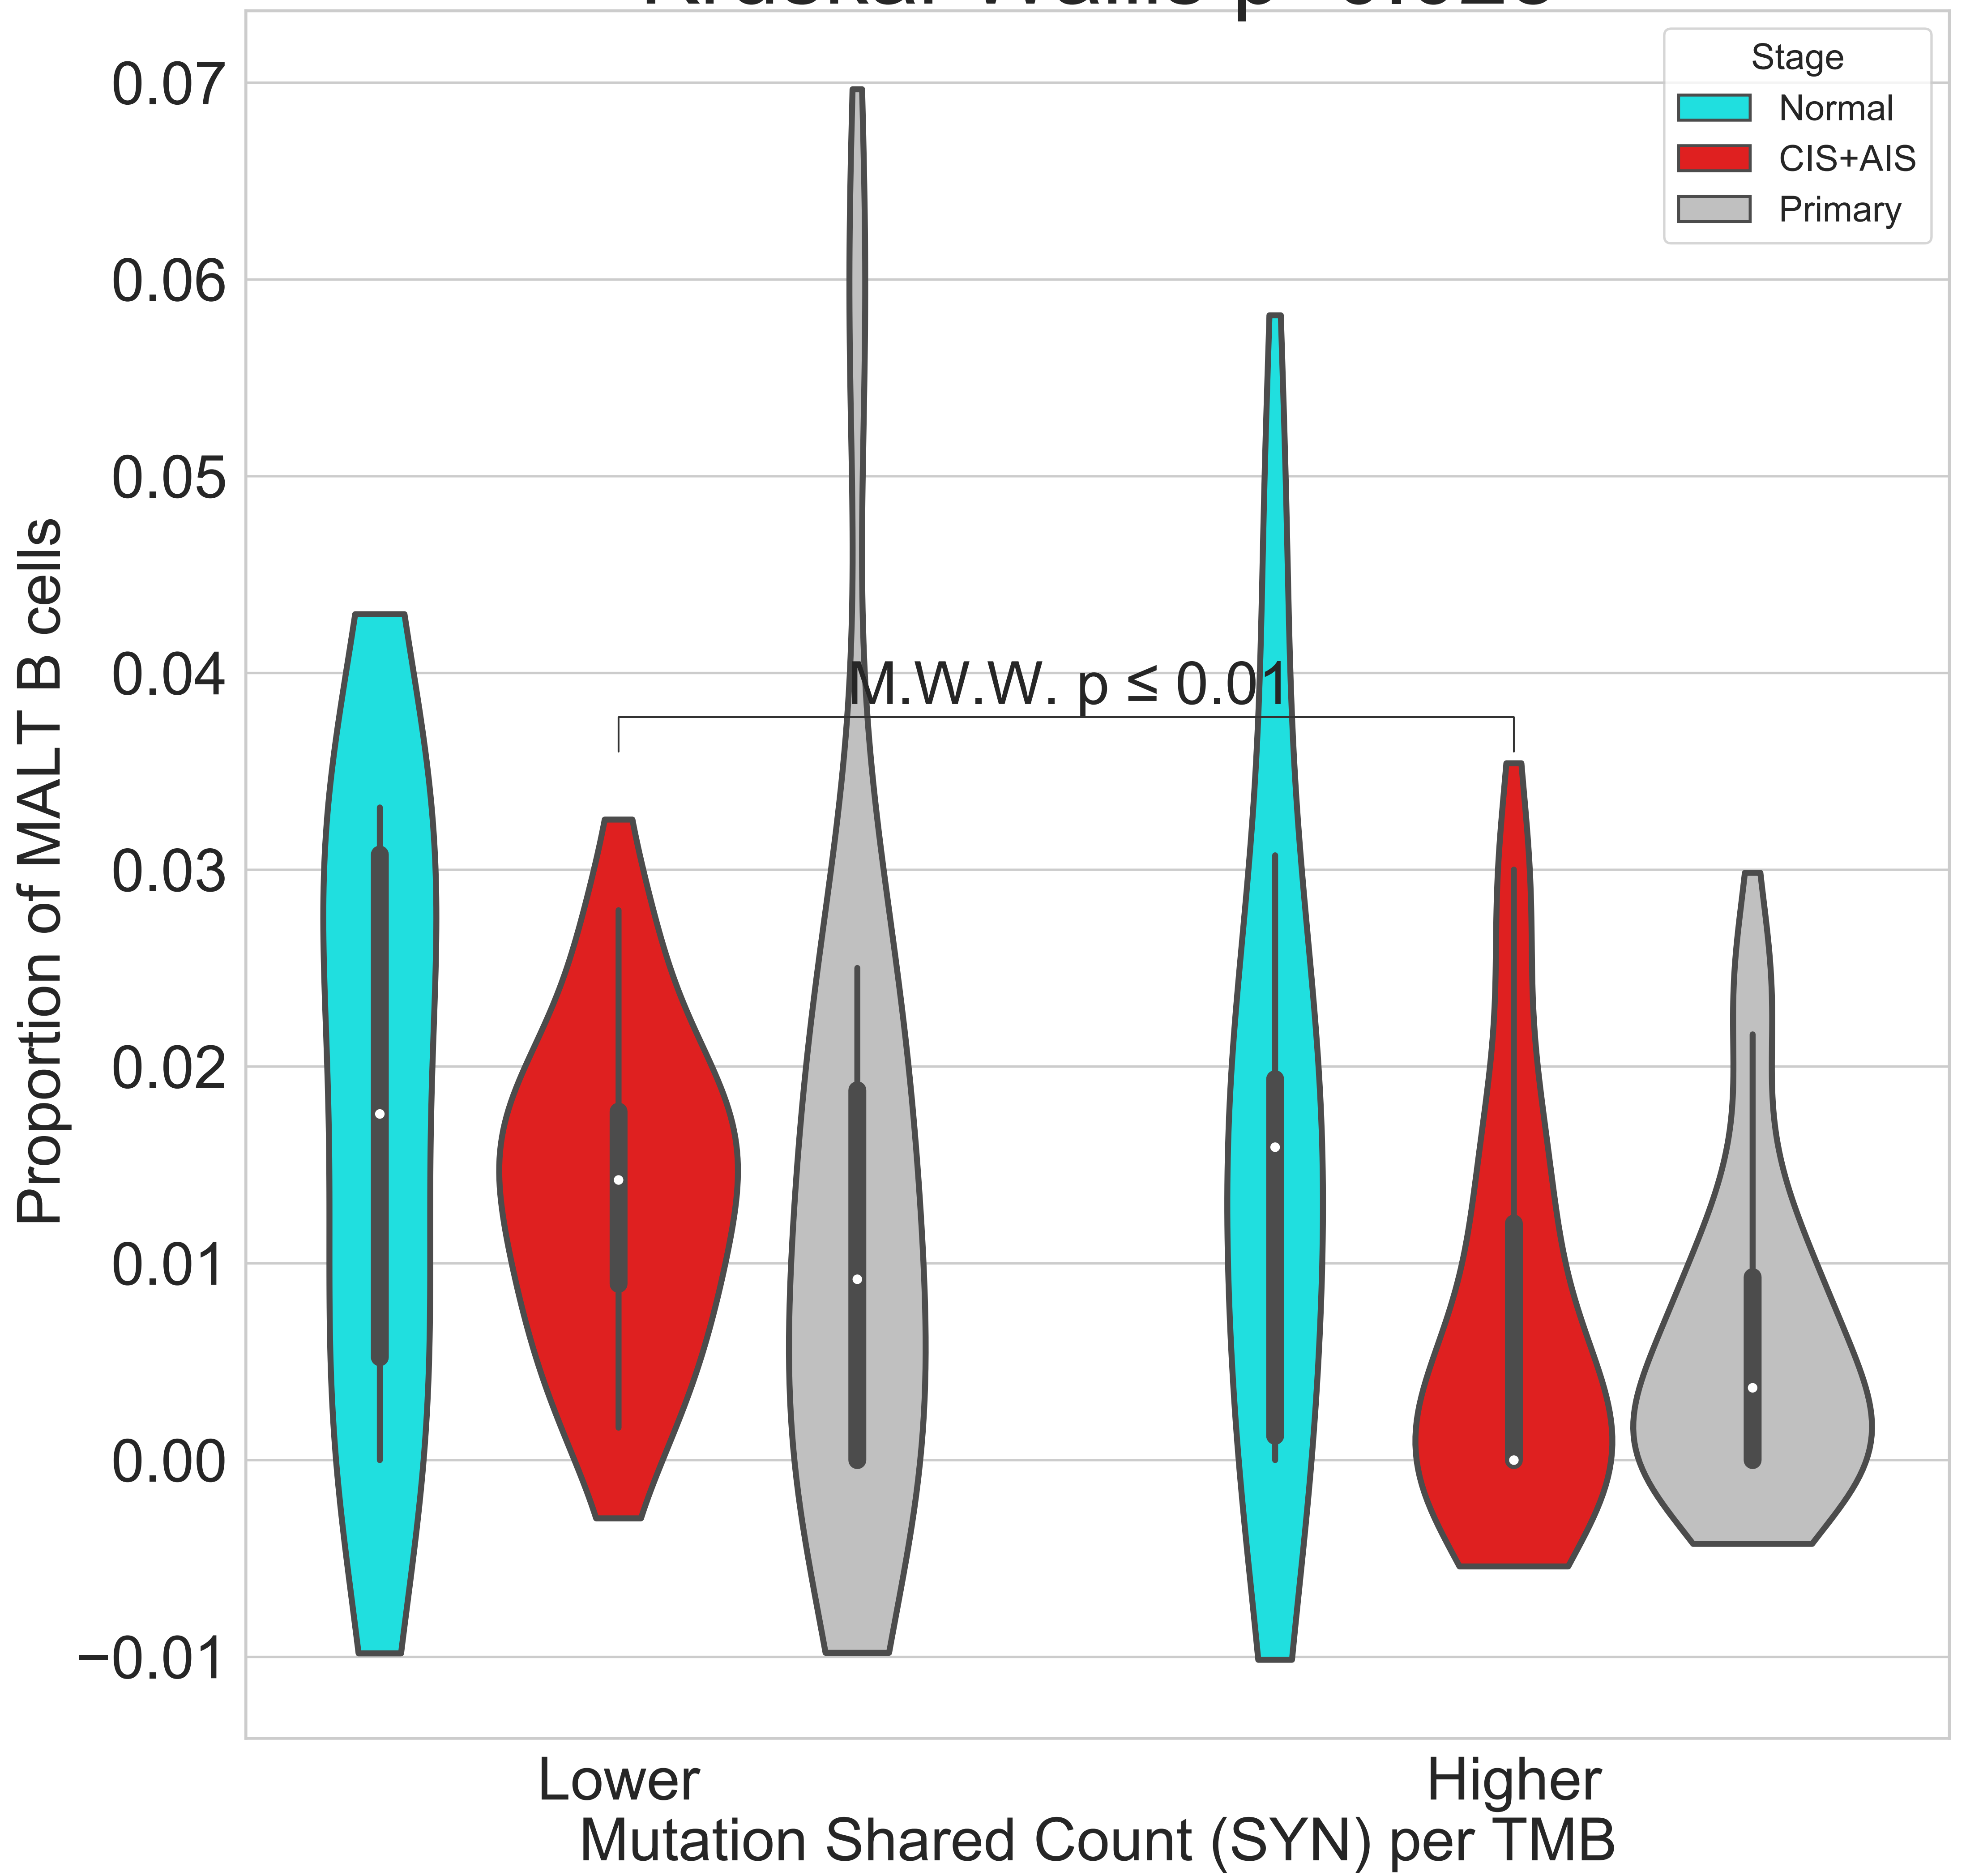 Stage
Normal
CIS+AIS
Primary
0.07
0.06
0.05
0.04
0.03
0.02
0.01
0.00
−0.01
Proportion of MALT B cells
M.W.W. p ≤ 0.01
Lower
Higher
Mutation Shared Count (SYN) per TMB